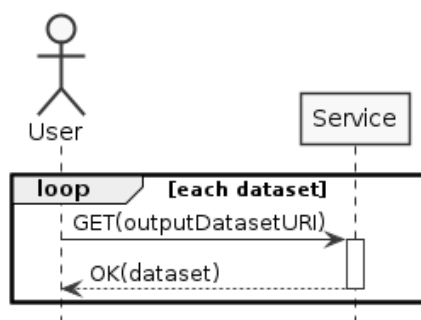 User
Service
loop [each dataset]
GET(outputDatasetURI)
OK(dataset)